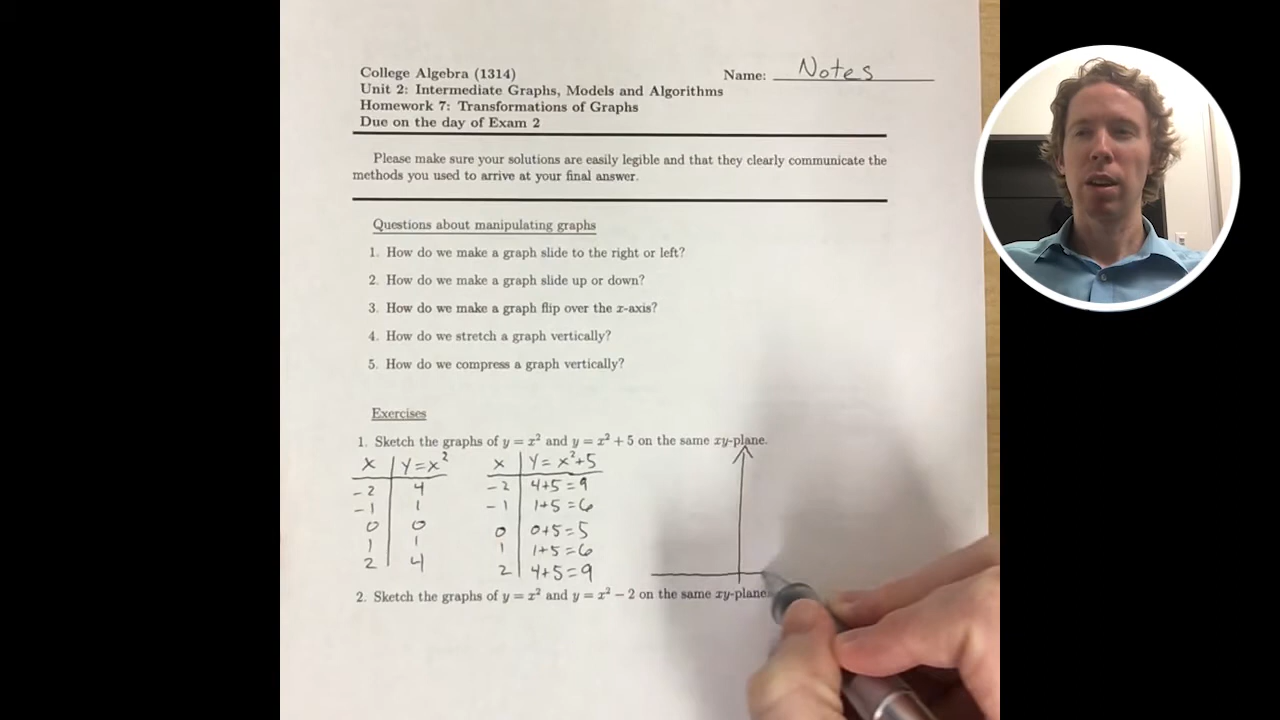 College Algebra (1314)
Name: Notes
Unit 2: Intermediate Graphs, Models and Algorithms
Homework 7: Transformations of Graphs
Due on the day of Exam 2
Please make sure your solutions are easily legible and that they clearly communicate the
methods you used to arrive at your final answer.
Questions about manipulating graphs
1. How do we make a graph slide to the right or left?
2. How do we make a graph slide up or down?
3. How do we make a graph flip over the x-axis?
4. How do we stretch a graph vertically?
5. How do we compress a graph vertically?
Exercises
1. Sketch the graphs of y = x² and y = x² + 5 on the same xy-plane.
x y=x² x y=x²+5
-2 4 -2 4+5=9
-1 1 -1 1+5=6
0 0 0 0+5=5
1 1 1 1+5=6
2 4 2 4+5=9
2. Sketch the graphs of y = x² and y = x² − 2 on the same xy-plane.